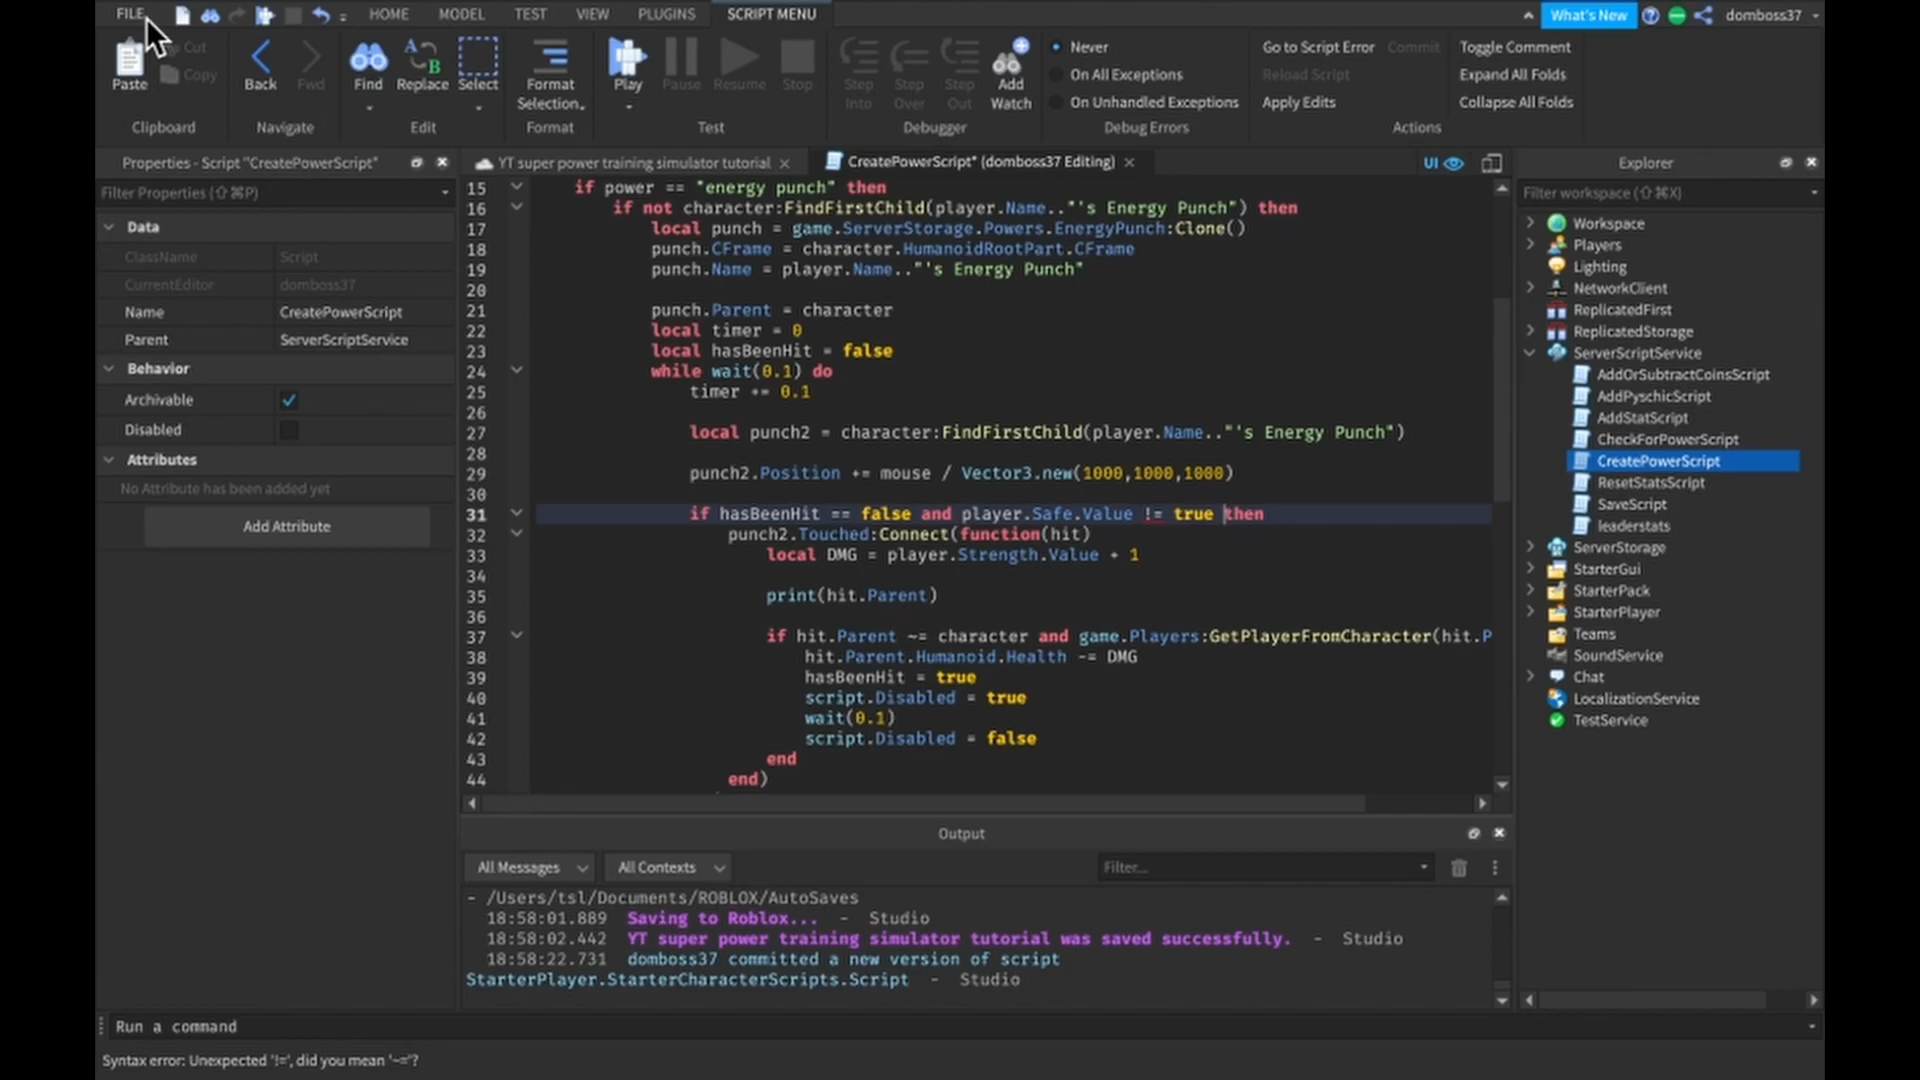 FILE HOME MODEL TEST VIEW PLUGINS SCRIPT MENU What's New domboss37
Paste Cut Copy Back Fwd Find Replace Select Format Selection Play Pause Resume Stop Step Into Step Over Step Out Add Watch
Never
On All Exceptions
On Unhandled Exceptions
Go to Script Error Commit
Reload Script
Apply Edits
Toggle Comment
Expand All Folds
Collapse All Folds
Clipboard Navigate Edit Format Test Debugger Debug Errors Actions
Properties - Script "CreatePowerScript"
Filter Properties (⇧⌘P)
Data
ClassName Script
CurrentEditor domboss37
Name CreatePowerScript
Parent ServerScriptService
Behavior
Archivable
Disabled
Attributes
No Attribute has been added yet
Add Attribute
YT super power training simulator tutorial CreatePowerScript* (domboss37 Editing) UI
15 if power == "energy punch" then
16 if not character:FindFirstChild(player.Name.."'s Energy Punch") then
17 local punch = game.ServerStorage.Powers.EnergyPunch:Clone()
18 punch.CFrame = character.HumanoidRootPart.CFrame
19 punch.Name = player.Name.."'s Energy Punch"
20
21 punch.Parent = character
22 local timer = 0
23 local hasBeenHit = false
24 while wait(0.1) do
25 timer += 0.1
26
27 local punch2 = character:FindFirstChild(player.Name.."'s Energy Punch")
28
29 punch2.Position += mouse / Vector3.new(1000,1000,1000)
30
31 if hasBeenHit == false and player.Safe.Value != true then
32 punch2.Touched:Connect(function(hit)
33 local DMG = player.Strength.Value + 1
34
35 print(hit.Parent)
36
37 if hit.Parent ~= character and game.Players:GetPlayerFromCharacter(hit.P
38 hit.Parent.Humanoid.Health -= DMG
39 hasBeenHit = true
40 script.Disabled = true
41 wait(0.1)
42 script.Disabled = false
43 end
44 end)
Output
All Messages All Contexts Filter...
- /Users/tsl/Documents/ROBLOX/AutoSaves
18:58:01.889 Saving to Roblox... - Studio
18:58:02.442 YT super power training simulator tutorial was saved successfully. - Studio
18:58:22.731 domboss37 committed a new version of script
StarterPlayer.StarterCharacterScripts.Script - Studio
Explorer
Filter workspace (⇧⌘X)
Workspace
Players
Lighting
NetworkClient
ReplicatedFirst
ReplicatedStorage
ServerScriptService
AddOrSubtractCoinsScript
AddPyschicScript
AddStatScript
CheckForPowerScript
CreatePowerScript
ResetStatsScript
SaveScript
leaderstats
ServerStorage
StarterGui
StarterPack
StarterPlayer
Teams
SoundService
Chat
LocalizationService
TestService
Run a command
Syntax error: Unexpected '!=', did you mean '~='?